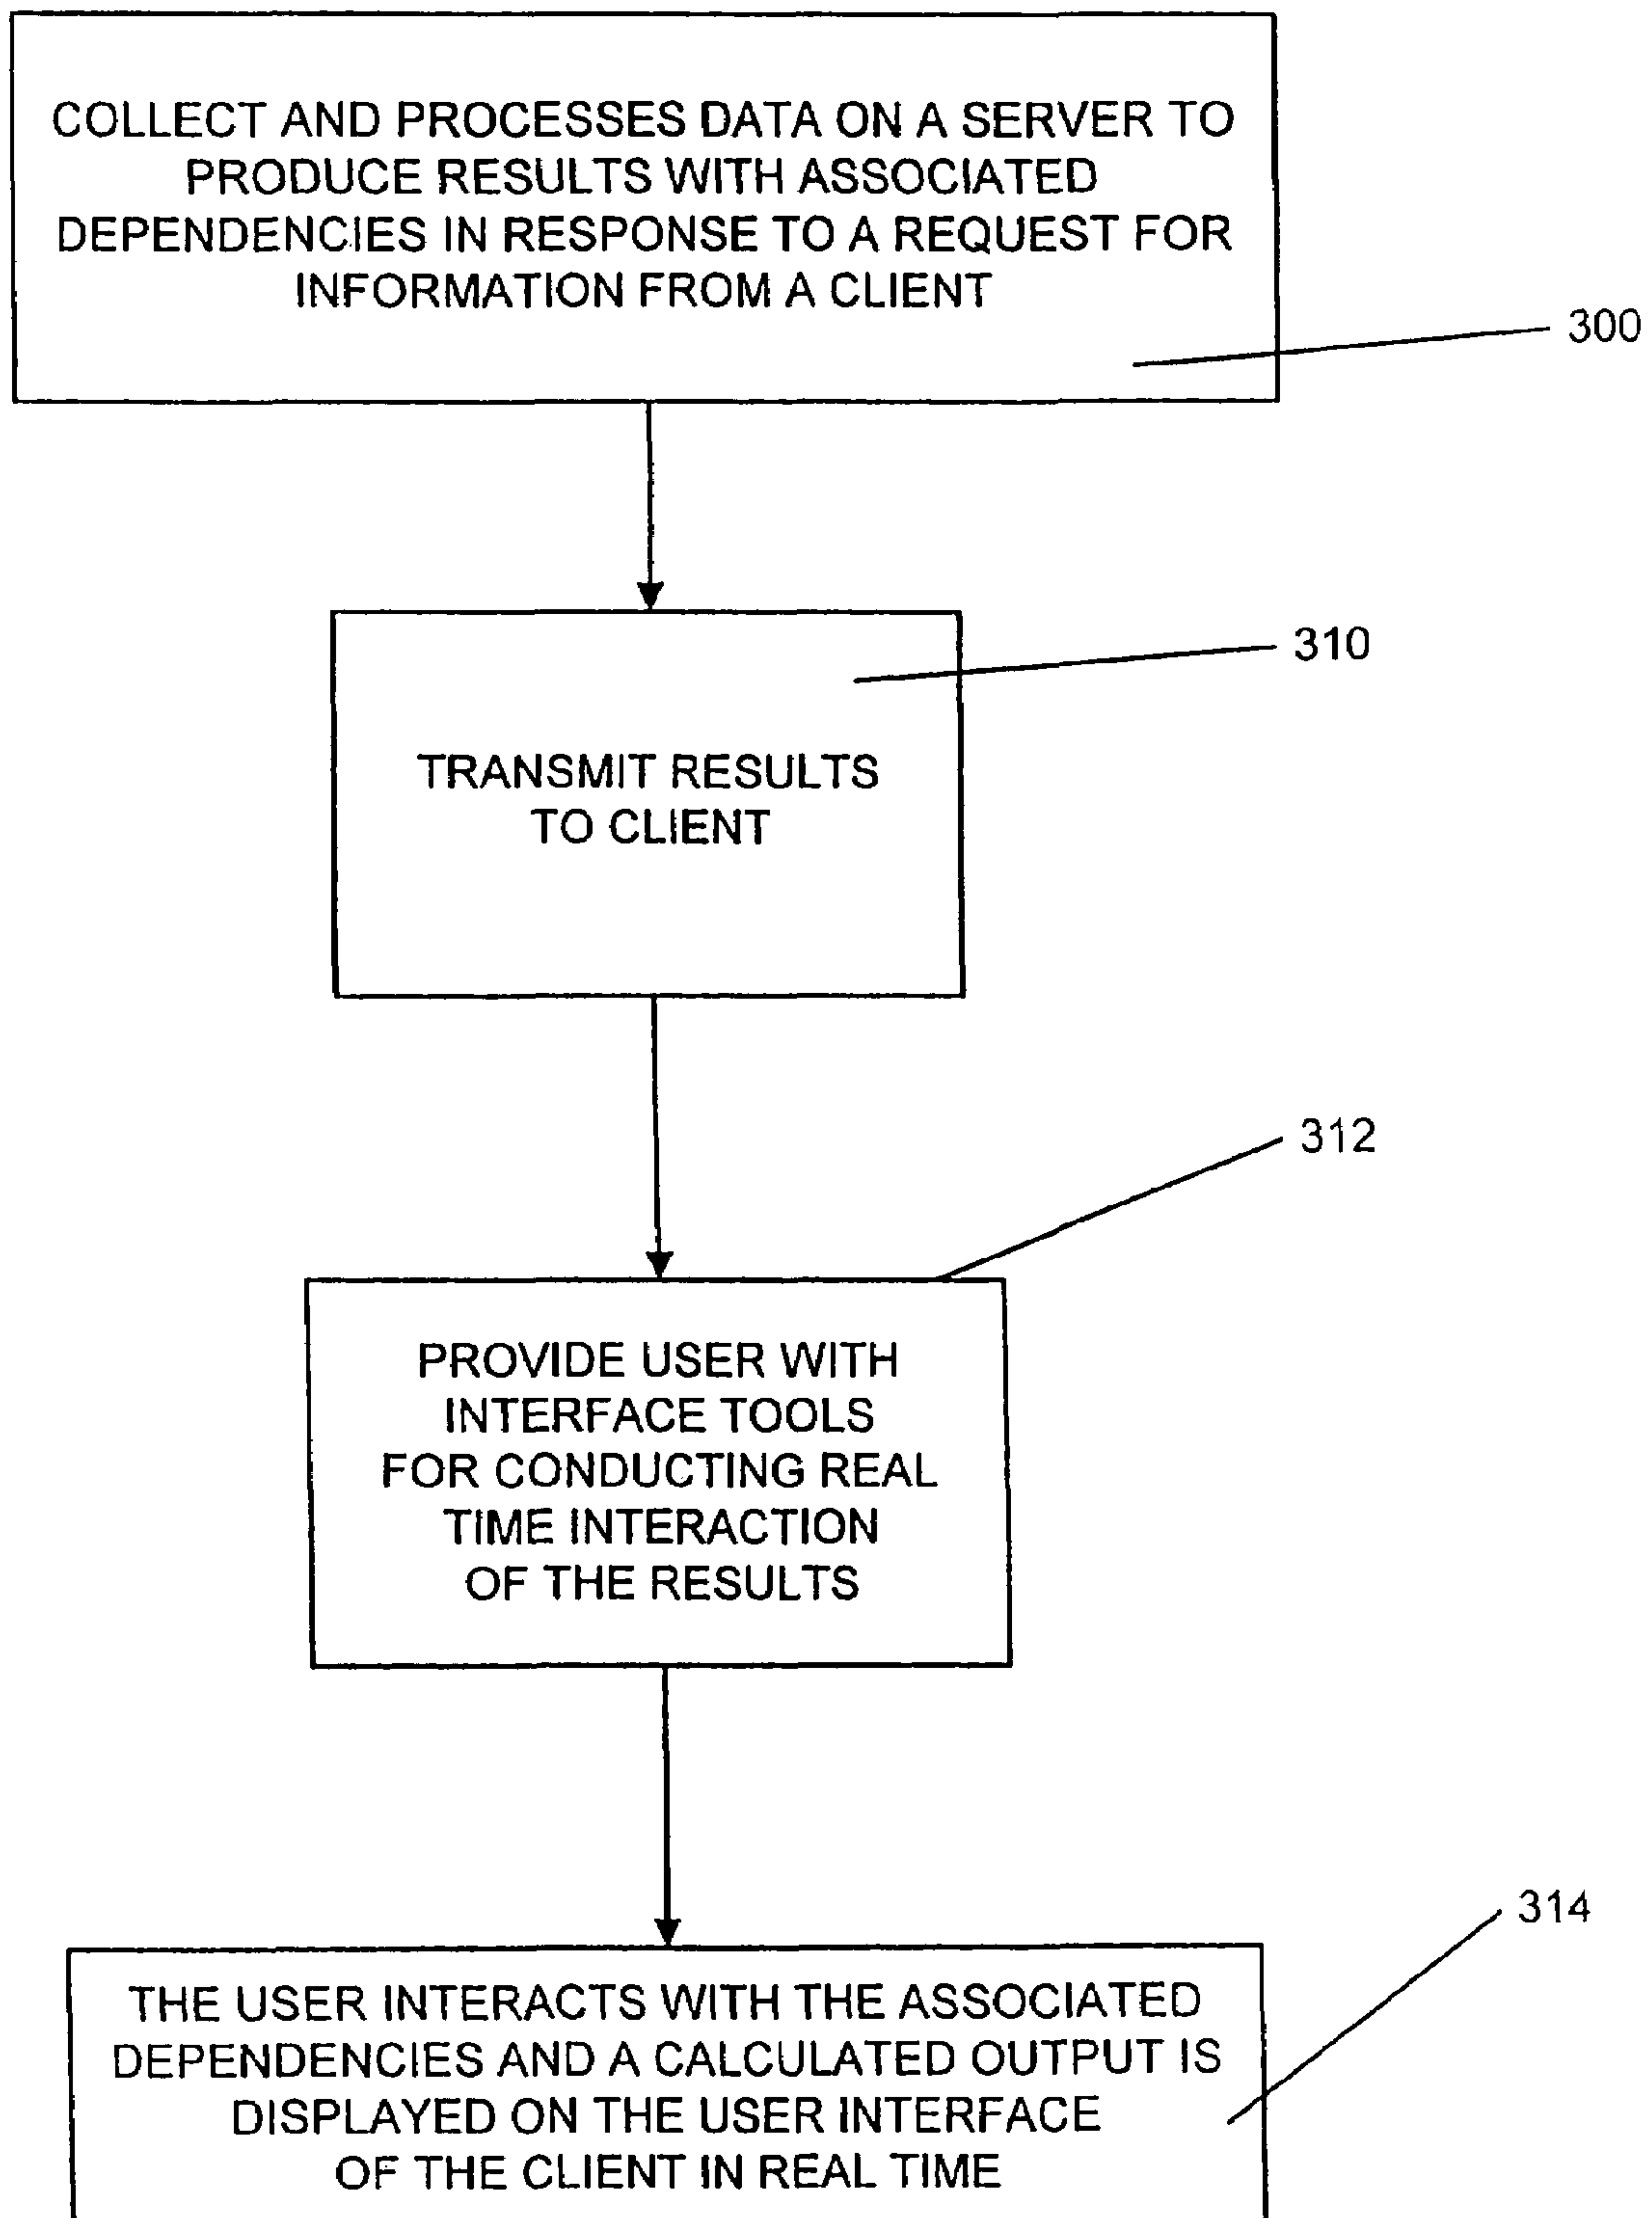 COLLECT AND PROCESSES DATA ON A SERVER TO
PRODUCE RESULTS WITH ASSOCIATED
DEPENDENCIES IN RESPONSE TO A REQUEST FOR
INFORMATION FROM A CLIENT
300
310
TRANSMIT RESULTS
TO CLIENT
312
PROVIDE USER WITH
INTERFACE TOOLS
FOR CONDUCTING REAL
TIME INTERACTION
OF THE RESULTS
314
THE USER INTERACTS WITH THE ASSOCIATED
DEPENDENCIES AND A CALCULATED OUTPUT IS
DISPLAYED ON THE USER INTERFACE
OF THE CLIENT IN REAL TIME